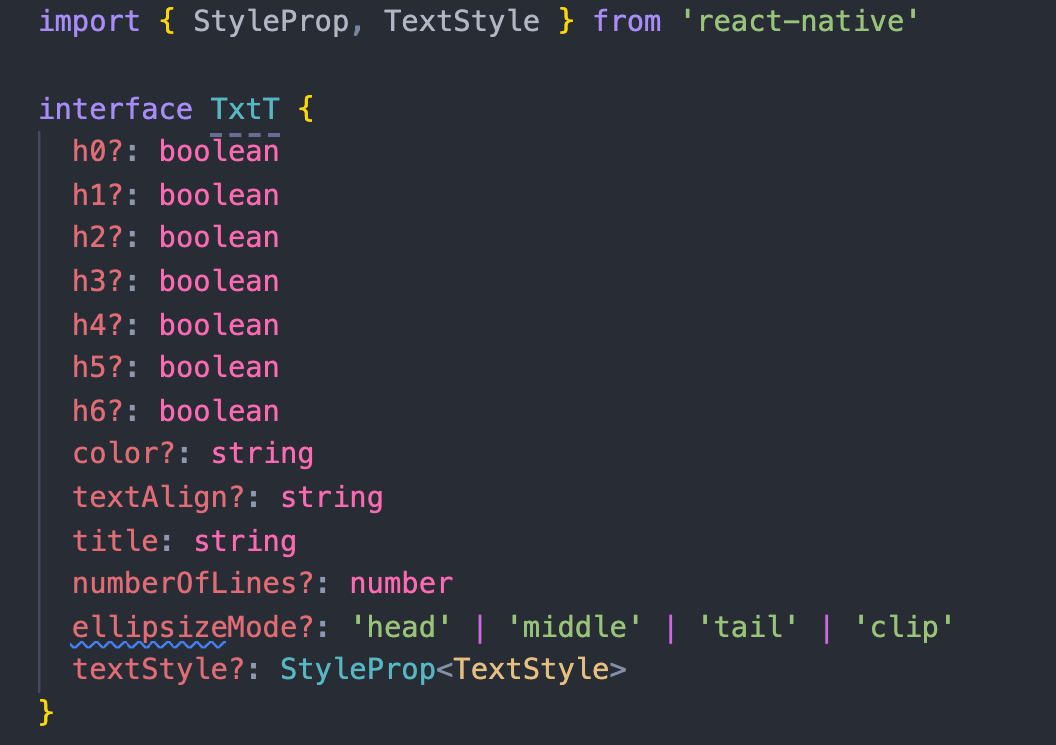 import { StyleProp, TextStyle } from 'react-native'
interface TxtT {
h0?: boolean
h1?: boolean
h2?: boolean
h3?: boolean
h4?: boolean
h5?: boolean
h6?: boolean
color?: string
textAlign?: string
title: string
numberOfLines?: number
ellipsizeMode?: 'head' | 'middle' | 'tail' | 'clip'
textStyle?: StyleProp<TextStyle>
}